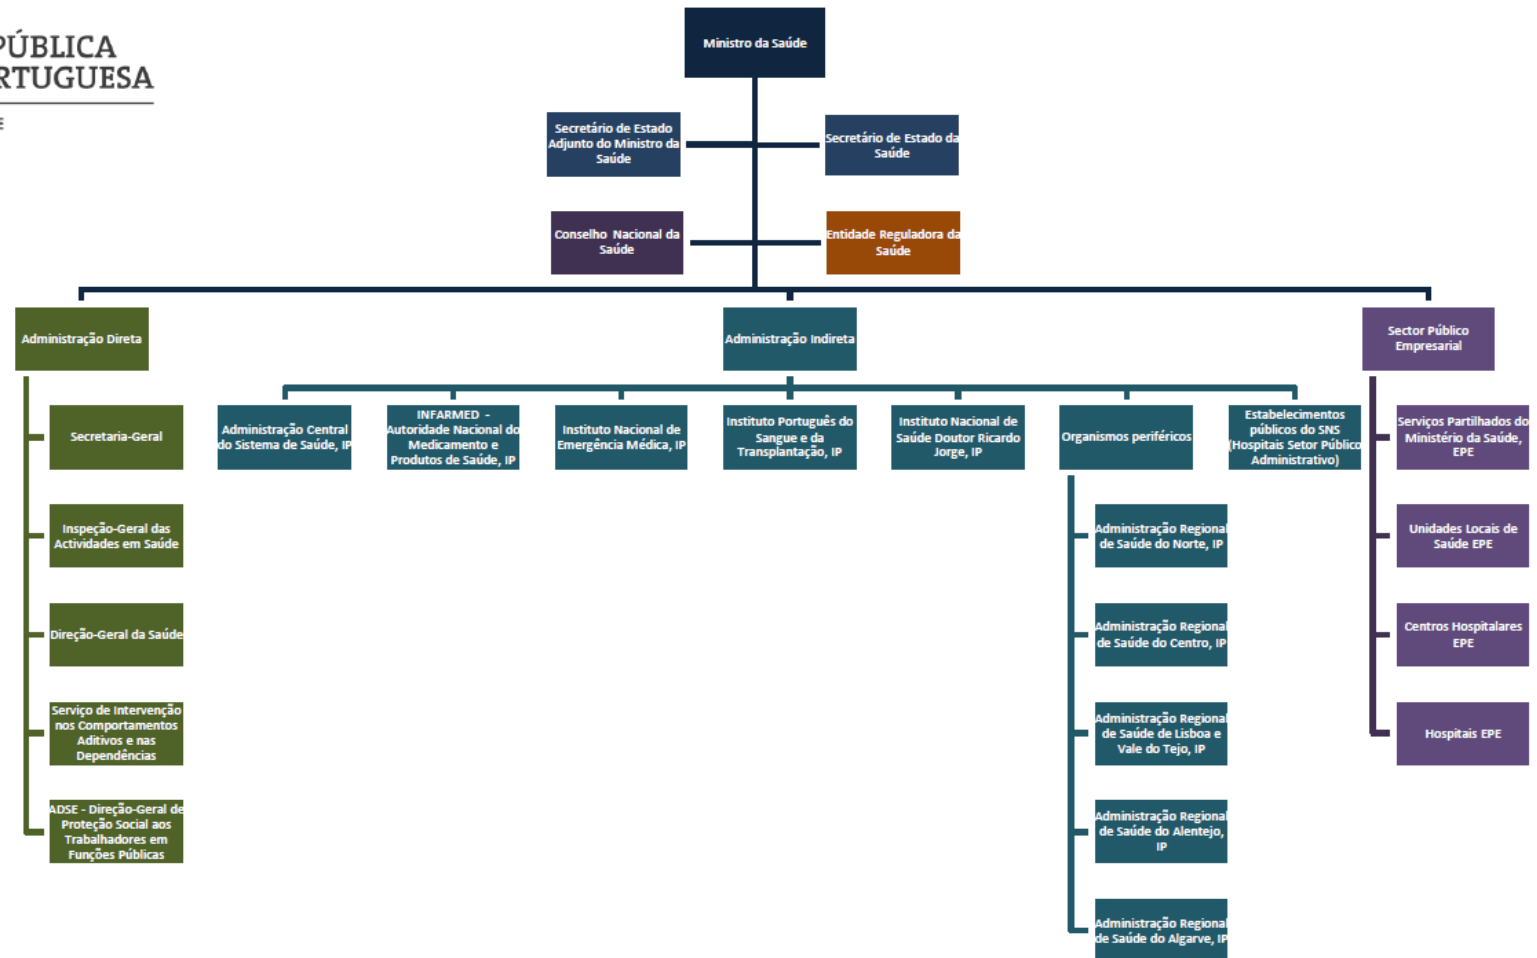 PÚBLICA
RTUGUESA
Ministro da Saúde
Secretário de Estado
Adjunto do Ministro da
Saúde
Secretário de Estado da
Saúde
Conselho Nacional da
Saúde
Entidade Reguladora da
Saúde
Administração Direta
Administração Indireta
Sector Público
Empresarial
Secretaria-Geral
Inspeção-Geral das
Actividades em Saúde
Direção-Geral da Saúde
Serviço de Intervenção
nos Comportamentos
Aditivos e nas
Dependências
ADSE - Direção-Geral de
Proteção Social aos
Trabalhadores em
Funções Públicas
Administração Central
do Sistema de Saúde, IP
INFARMED -
Autoridade Nacional do
Medicamento e
Produtos de Saúde, IP
Instituto Nacional de
Emergência Médica, IP
Instituto Português do
Sangue e da
Transplantação, IP
Instituto Nacional de
Saúde Doutor Ricardo
Jorge, IP
Organismos periféricos
Administração Regional
de Saúde do Norte, IP
Administração Regional
de Saúde do Centro, IP
Administração Regional
de Saúde de Lisboa e
Vale do Tejo, IP
Administração Regional
de Saúde do Alentejo,
IP
Administração Regional
de Saúde do Algarve, IP
Estabelecimentos
públicos do SNS
(Hospitais Setor Público
Administrativo)
Serviços Partilhados do
Ministério da Saúde,
EPE
Unidades Locais de
Saúde EPE
Centros Hospitalares
EPE
Hospitais EPE